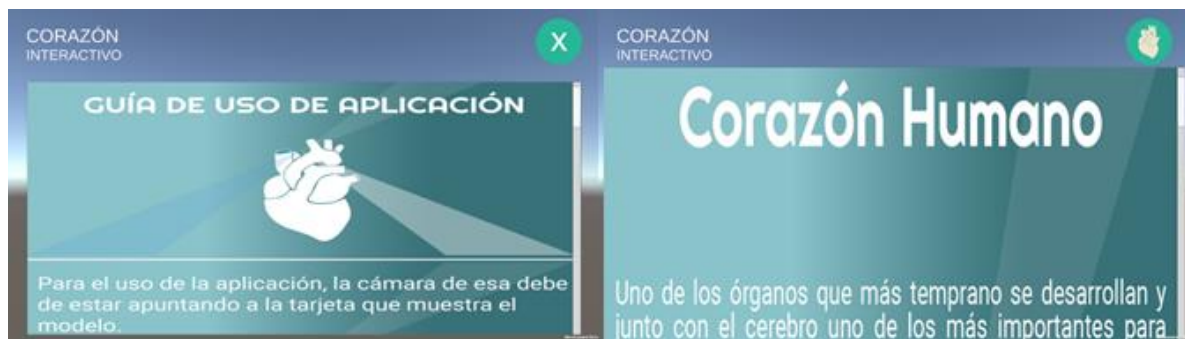 CORAZÓN
INTERACTIVO
X
GUÍA DE USO DE APLICACIÓN
Para el uso de la aplicación, la cámara de esa debe
de estar apuntando a la tarjeta que muestra el
modelo.
CORAZÓN
INTERACTIVO
Corazón Humano
Uno de los órganos que más temprano se desarrollan y
junto con el cerebro uno de los más importantes para